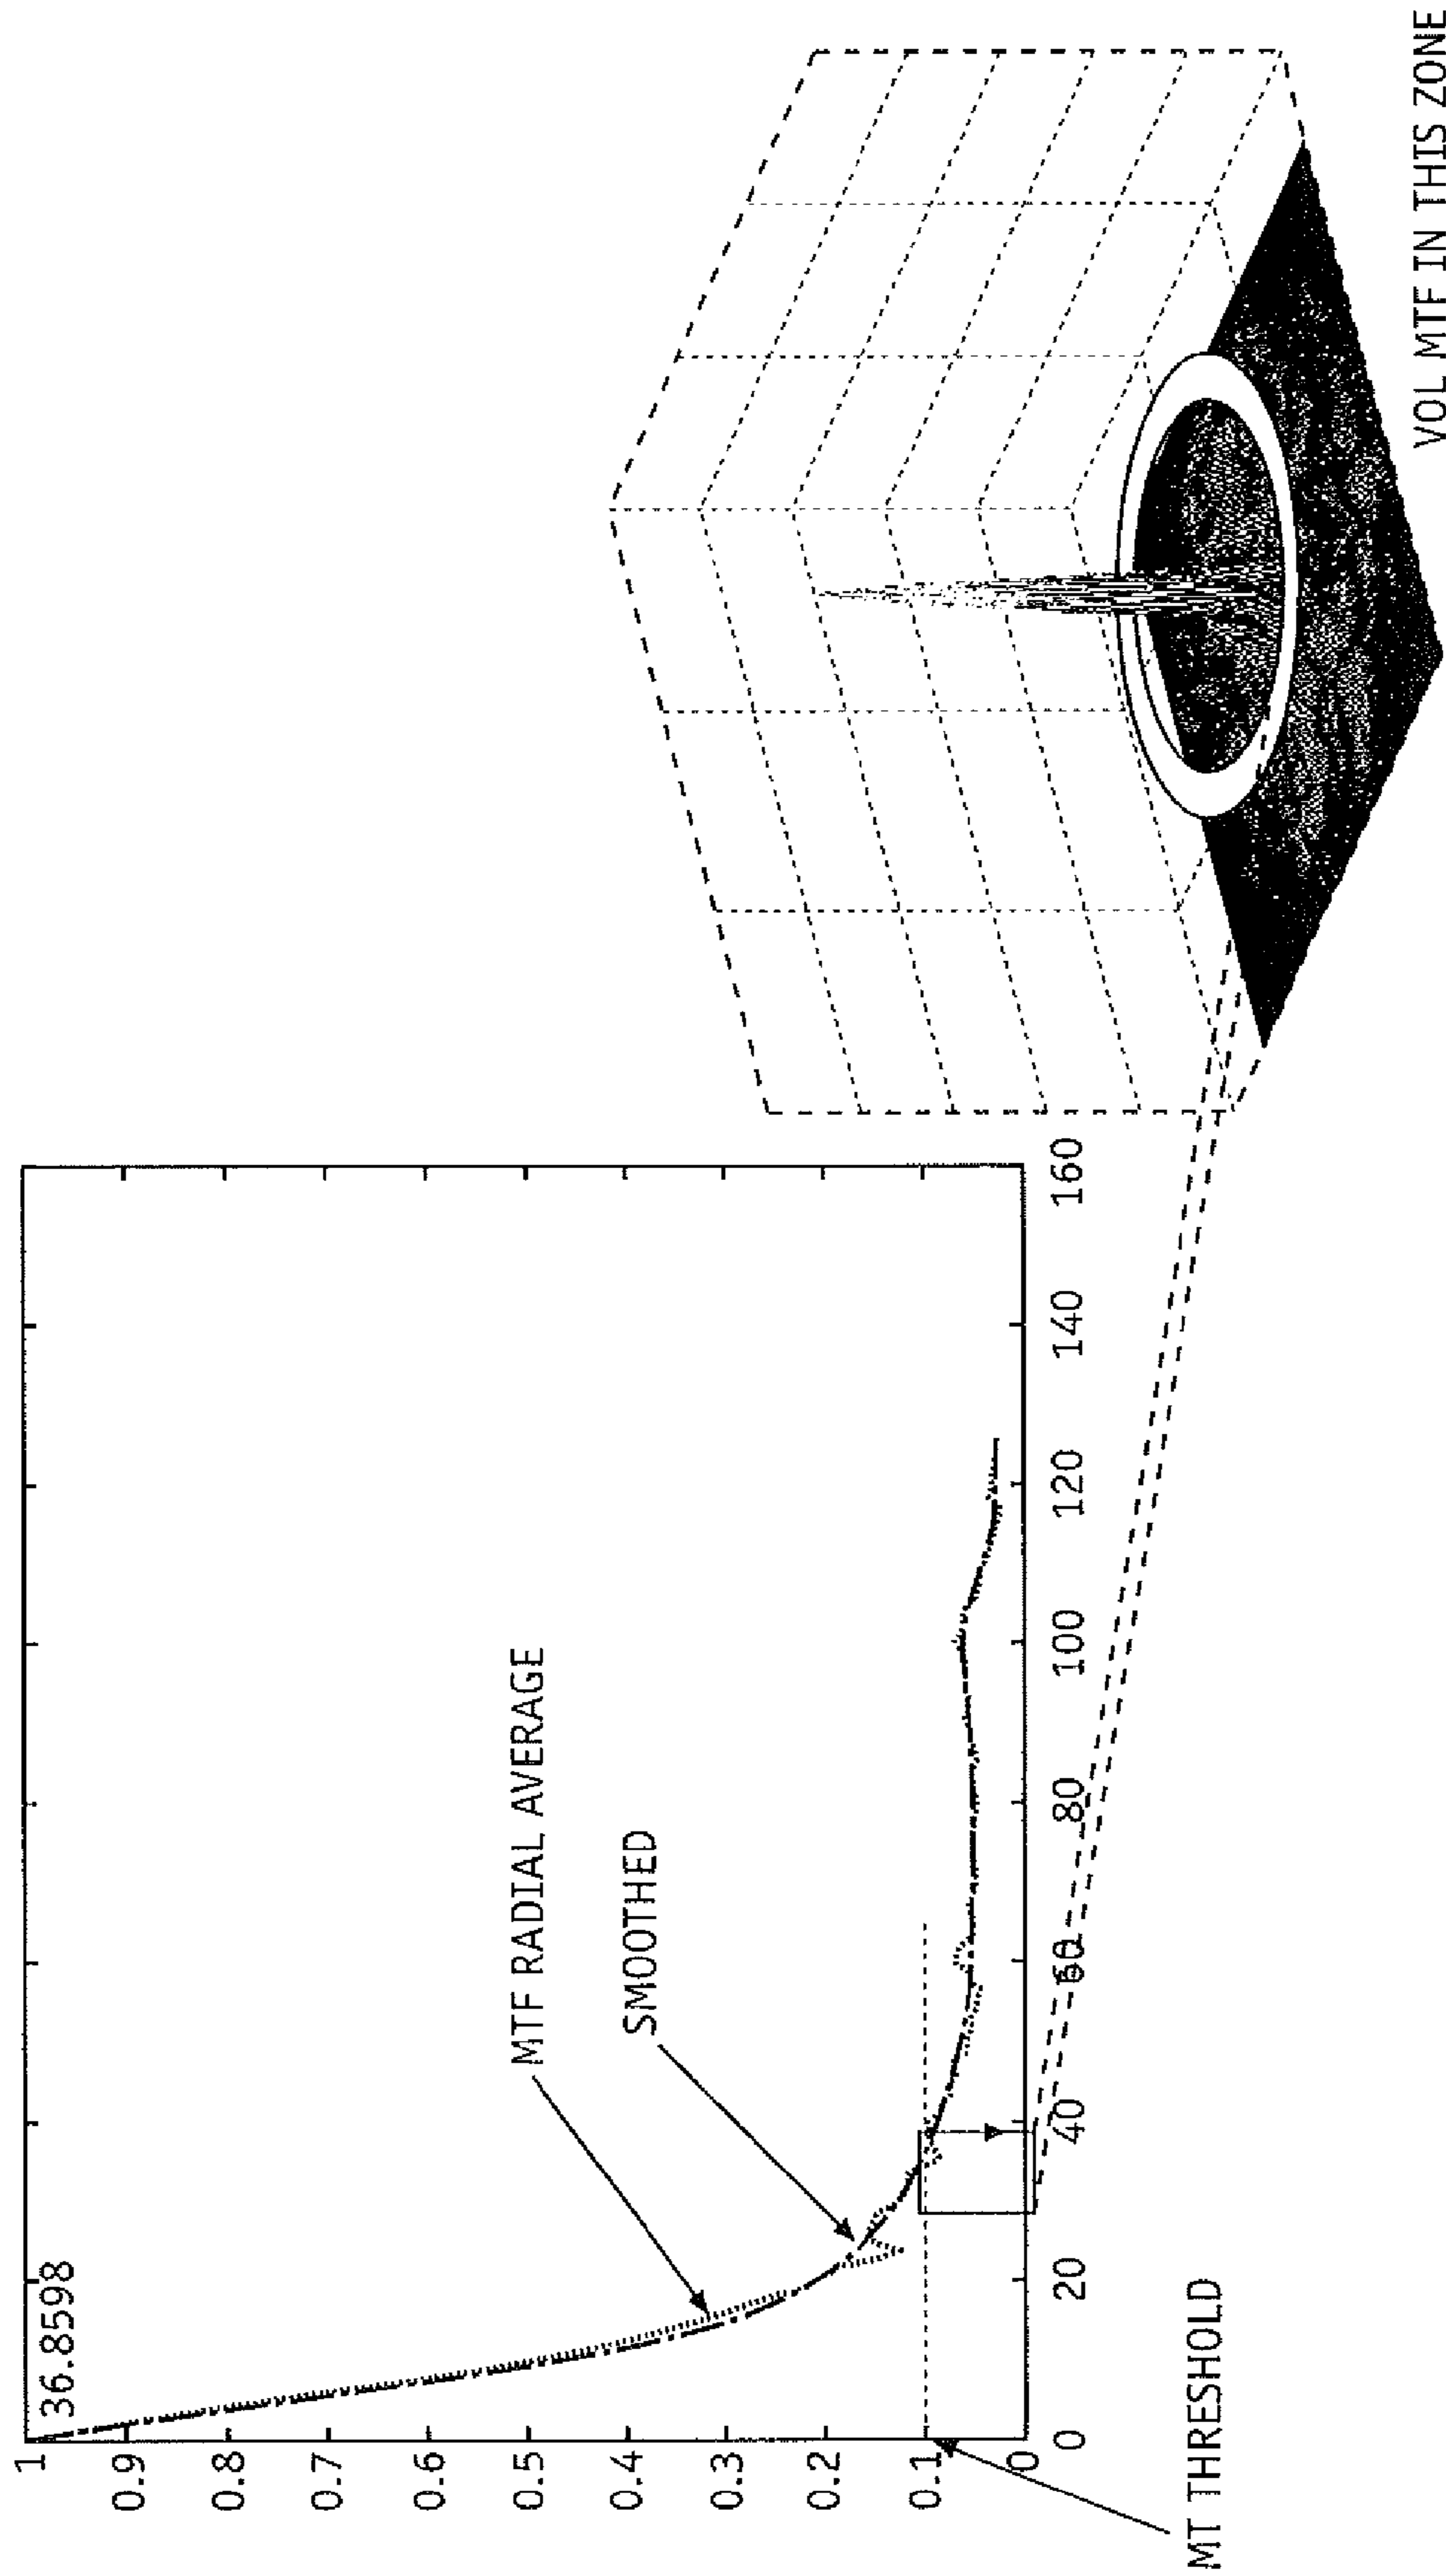 36.8598
1
0.9
0.8
0.7
0.6
0.5
0.4
0.3
0.2
0.1
0
0 20 40 60 80 100 120 140 160
MTF RADIAL AVERAGE
SMOOTHED
MT THRESHOLD
VOL MTF IN THIS ZONE